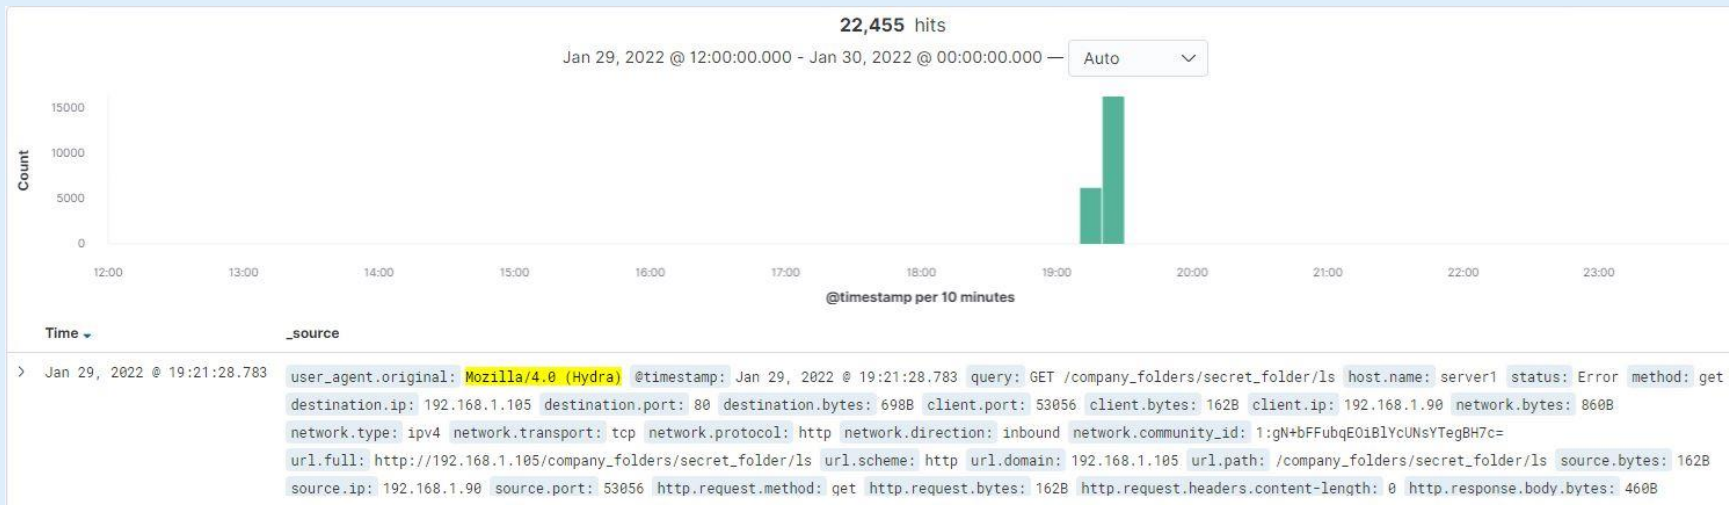 22,455 hits
Jan 29, 2022 @ 12:00:00.000 - Jan 30, 2022 @ 00:00:00.000 — Auto
15000
10000
5000
0
Count
12:00 13:00 14:00 15:00 16:00 17:00 18:00 19:00 20:00 21:00 22:00 23:00
@timestamp per 10 minutes
Time _source
Jan 29, 2022 @ 19:21:28.783 user_agent.original: Mozilla/4.0 (Hydra) @timestamp: Jan 29, 2022 @ 19:21:28.783 query: GET /company_folders/secret_folder/ls host.name: server1 status: Error method: get
destination.ip: 192.168.1.105 destination.port: 80 destination.bytes: 698B client.port: 53056 client.bytes: 162B client.ip: 192.168.1.90 network.bytes: 860B
network.type: ipv4 network.transport: tcp network.protocol: http network.direction: inbound network.community_id: 1:gN+bFFubqEOiBlYcUNsYTegBH7c=
url.full: http://192.168.1.105/company_folders/secret_folder/ls url.scheme: http url.domain: 192.168.1.105 url.path: /company_folders/secret_folder/ls source.bytes: 162B
source.ip: 192.168.1.90 source.port: 53056 http.request.method: get http.request.bytes: 162B http.request.headers.content-length: 0 http.response.body.bytes: 460B